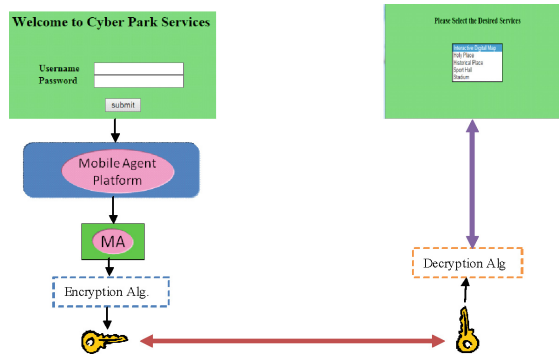 Welcome to Cyber Park Services
Username
Password
submit
Mobile Agent
Platform
MA
Encryption Alg.
Please Select the Desired Services
Interactive Digital Map
Holy Place
Historical Place
Sport Hall
Stadium
Decryption Alg